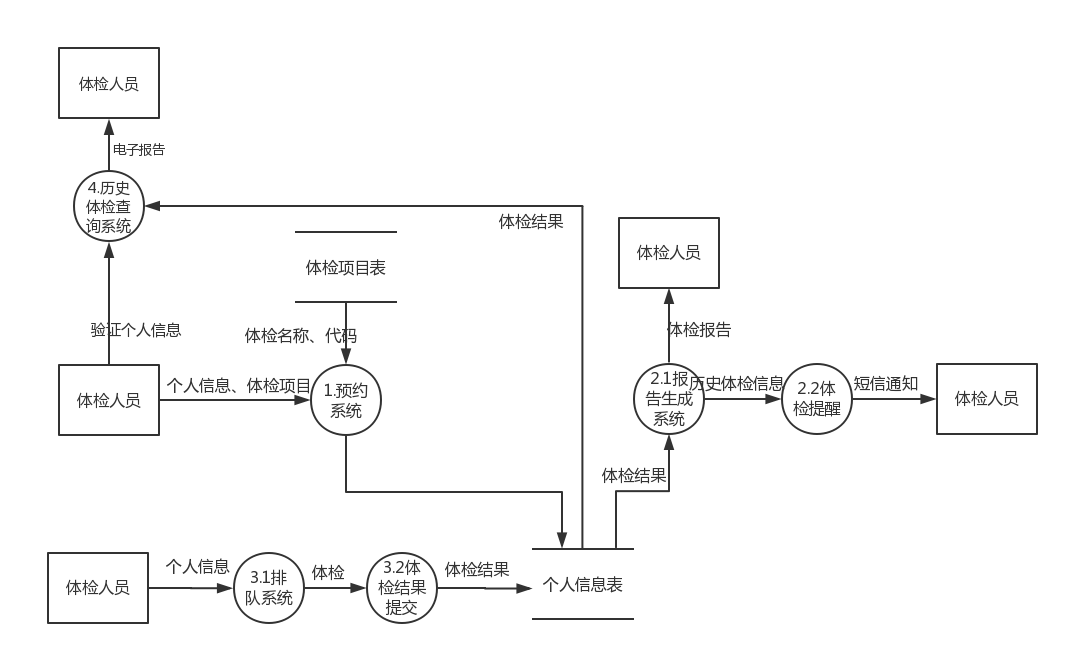 体检人员
电子报告
4.历史
体检查
询系统
体检结果
体检项目表
体检人员
验证个人信息
体检名称、代码
体检报告
体检人员
个人信息、体检项目
1.预约
系统
2.1报
告生成
系统
历史体检信息
2.2体
检提醒
短信通知
体检人员
体检结果
体检人员
个人信息
3.1排
队系统
体检
3.2体
检结果
提交
体检结果
个人信息表